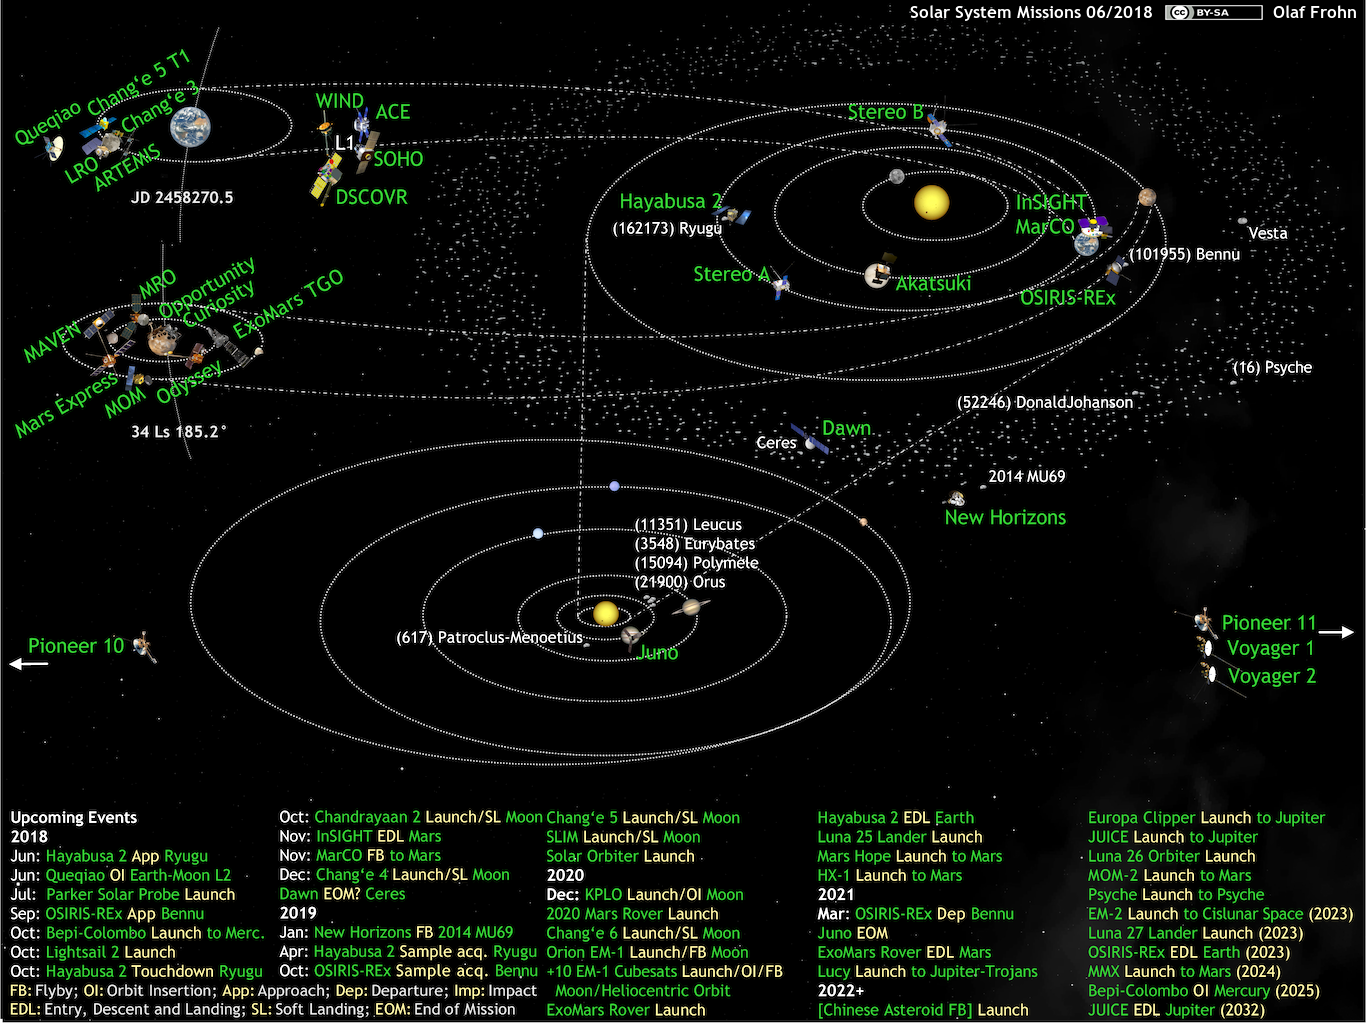 Solar System Missions 06/2018
CC BY-SA
Olaf Frohn
Queqiao
Chang‘e 5 T1
Chang‘e 3
LRO
ARTEMIS
JD 2458270.5
WIND
ACE
L1
SOHO
DSCOVR
Stereo B
Hayabusa 2
(162173) Ryugu
InSIGHT
MarCO
Vesta
(101955) Bennu
Stereo A
Akatsuki
OSIRIS-REx
MRO
Opportunity
Curiosity
ExoMars TGO
MAVEN
Mars Express
MOM
Odyssey
34 Ls 185.2°
(16) Psyche
(52246) DonaldJohanson
Dawn
Ceres
2014 MU69
New Horizons
(11351) Leucus
(3548) Eurybates
(15094) Polymele
(21900) Orus
(617) Patroclus-Menoetius
Juno
Pioneer 10
Pioneer 11
Voyager 1
Voyager 2
Upcoming Events
2018
Jun: Hayabusa 2 App Ryugu
Jun: Queqiao OI Earth-Moon L2
Jul: Parker Solar Probe Launch
Sep: OSIRIS-REx App Bennu
Oct: Bepi-Colombo Launch to Merc.
Oct: Lightsail 2 Launch
Oct: Hayabusa 2 Touchdown Ryugu
FB: Flyby; OI: Orbit Insertion; App: Approach; Dep: Departure; Imp: Impact
EDL: Entry, Descent and Landing; SL: Soft Landing; EOM: End of Mission
Oct: Chandrayaan 2 Launch/SL Moon
Nov: InSIGHT EDL Mars
Nov: MarCO FB to Mars
Dec: Chang‘e 4 Launch/SL Moon
Dawn EOM? Ceres
2019
Jan: New Horizons FB 2014 MU69
Apr: Hayabusa 2 Sample acq. Ryugu
Oct: OSIRIS-REx Sample acq. Bennu
Chang‘e 5 Launch/SL Moon
SLIM Launch/SL Moon
Solar Orbiter Launch
2020
Dec: KPLO Launch/OI Moon
2020 Mars Rover Launch
Chang‘e 6 Launch/SL Moon
Orion EM-1 Launch/FB Moon
+10 EM-1 Cubesats Launch/OI/FB
Moon/Heliocentric Orbit
ExoMars Rover Launch
Hayabusa 2 EDL Earth
Luna 25 Lander Launch
Mars Hope Launch to Mars
HX-1 Launch to Mars
2021
Mar: OSIRIS-REx Dep Bennu
Juno EOM
ExoMars Rover EDL Mars
Lucy Launch to Jupiter-Trojans
2022+
[Chinese Asteroid FB] Launch
Europa Clipper Launch to Jupiter
JUICE Launch to Jupiter
Luna 26 Orbiter Launch
MOM-2 Launch to Mars
Psyche Launch to Psyche
EM-2 Launch to Cislunar Space (2023)
Luna 27 Lander Launch (2023)
OSIRIS-REx EDL Earth (2023)
MMX Launch to Mars (2024)
Bepi-Colombo OI Mercury (2025)
JUICE EDL Jupiter (2032)